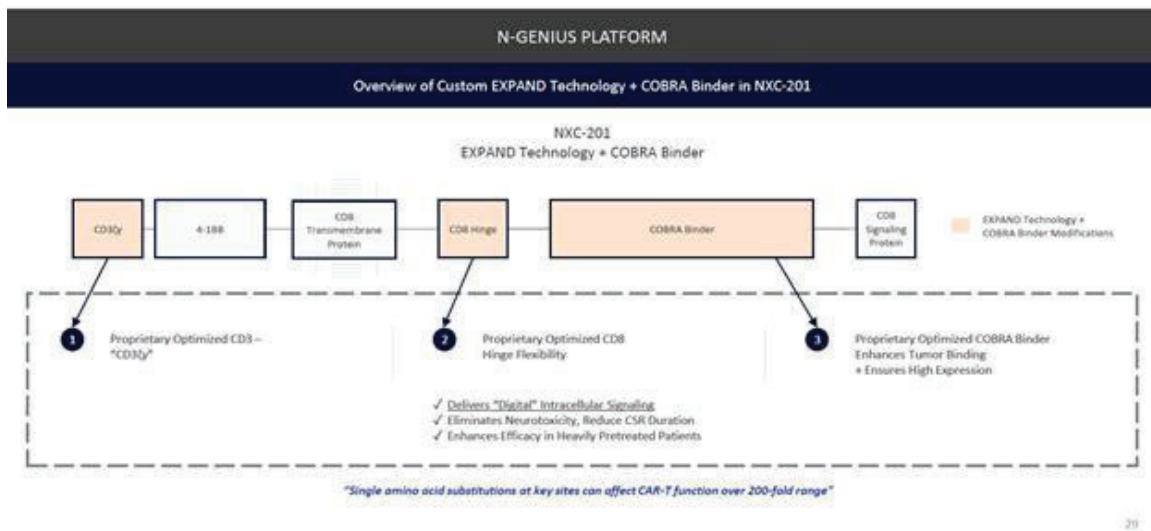 N-GENIUS PLATFORM
Overview of Custom EXPAND Technology + COBRA Binder in NXC-201
NXC-201
EXPAND Technology + COBRA Binder
CD3ζγ
4-1BB
CD8
Transmembrane
Protein
CD8 Hinge
COBRA Binder
CD8
Signaling
Protein
EXPAND Technology +
COBRA Binder Modifications
1
Proprietary Optimized CD3 –
"CD3ζγ"
2
Proprietary Optimized CD8
Hinge Flexibility
3
Proprietary Optimized COBRA Binder
Enhances Tumor Binding
+ Ensures High Expression
✓ Delivers "Digital" Intracellular Signaling
✓ Eliminates Neurotoxicity, Reduce CSR Duration
✓ Enhances Efficacy in Heavily Pretreated Patients
"Single amino acid substitutions at key sites can affect CAR-T function over 200-fold range"
29